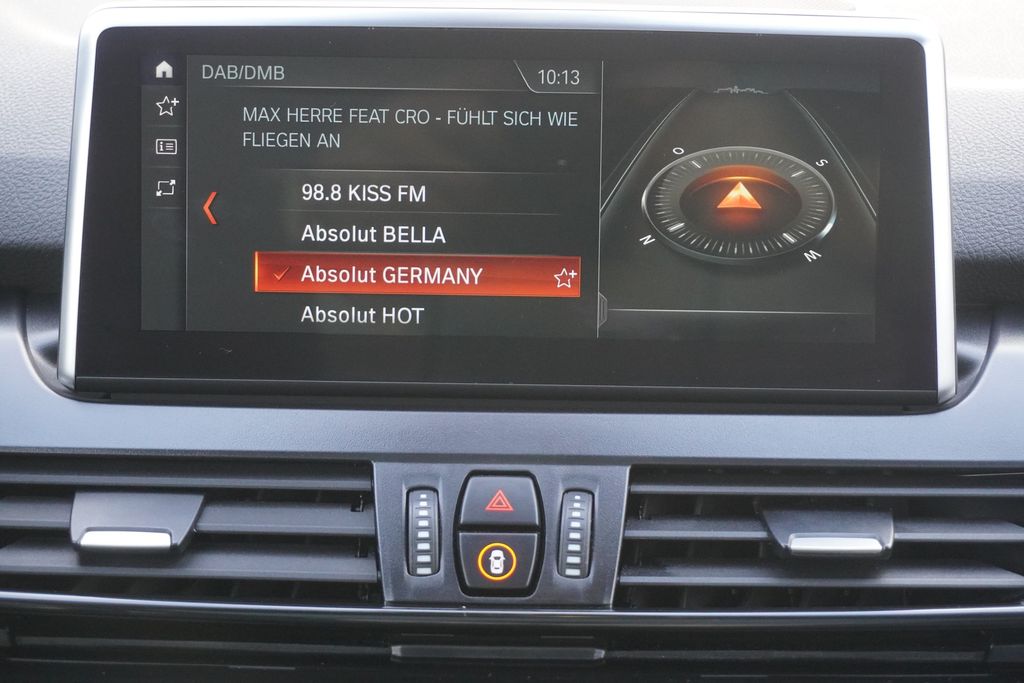 DAB/DMB
10:13
MAX HERRE FEAT CRO - FÜHLT SICH WIE
FLIEGEN AN
98.8 KISS FM
Absolut BELLA
Absolut GERMANY
Absolut HOT
O
S
N
W